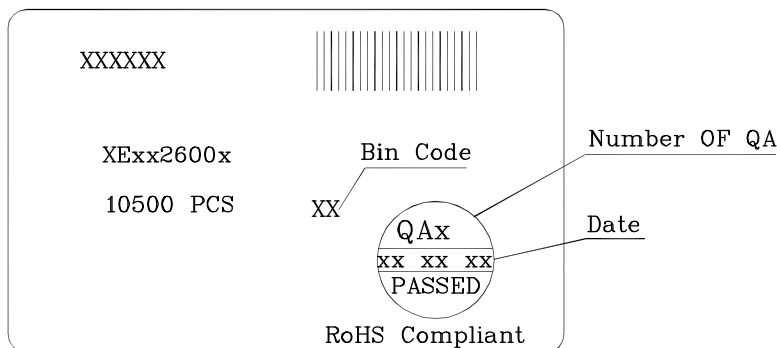 XXXXXX
Number OF QA
XExx2600x
Bin Code
10500 PCS
XX
QAx
Date
xx xx xx
PASSED
RoHS Compliant